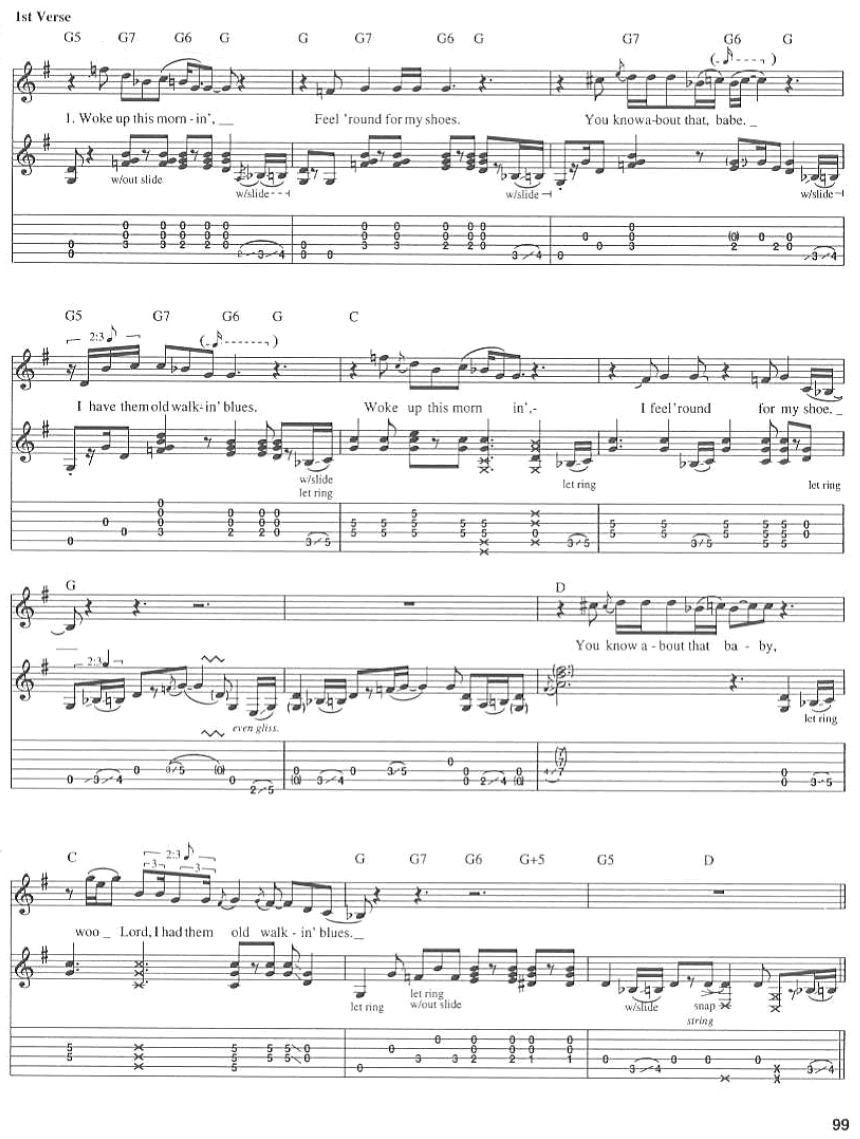 1st Verse
G5 G7 G6 G G G7 G6 G G7 G6 G
1. Woke up this morn - in', __ Feel 'round for my shoes. You knowa-bout that, babe. _
w/out slide
w/slide w/slide w/slide
G5 G7 G6 G C
2:3
I have them old walk - in' blues. Woke up this morn in',- I feel'round for my shoe. _
w/slide
let ring let ring let ring
G D
You know a - bout that ba - by,
2:3
even gliss. let ring
C 2:3 G G7 G6 G+5 G5 D
3 3
woo _ Lord, I had them old walk - in' blues. _
let ring let ring w/slide snap
w/out slide string
99